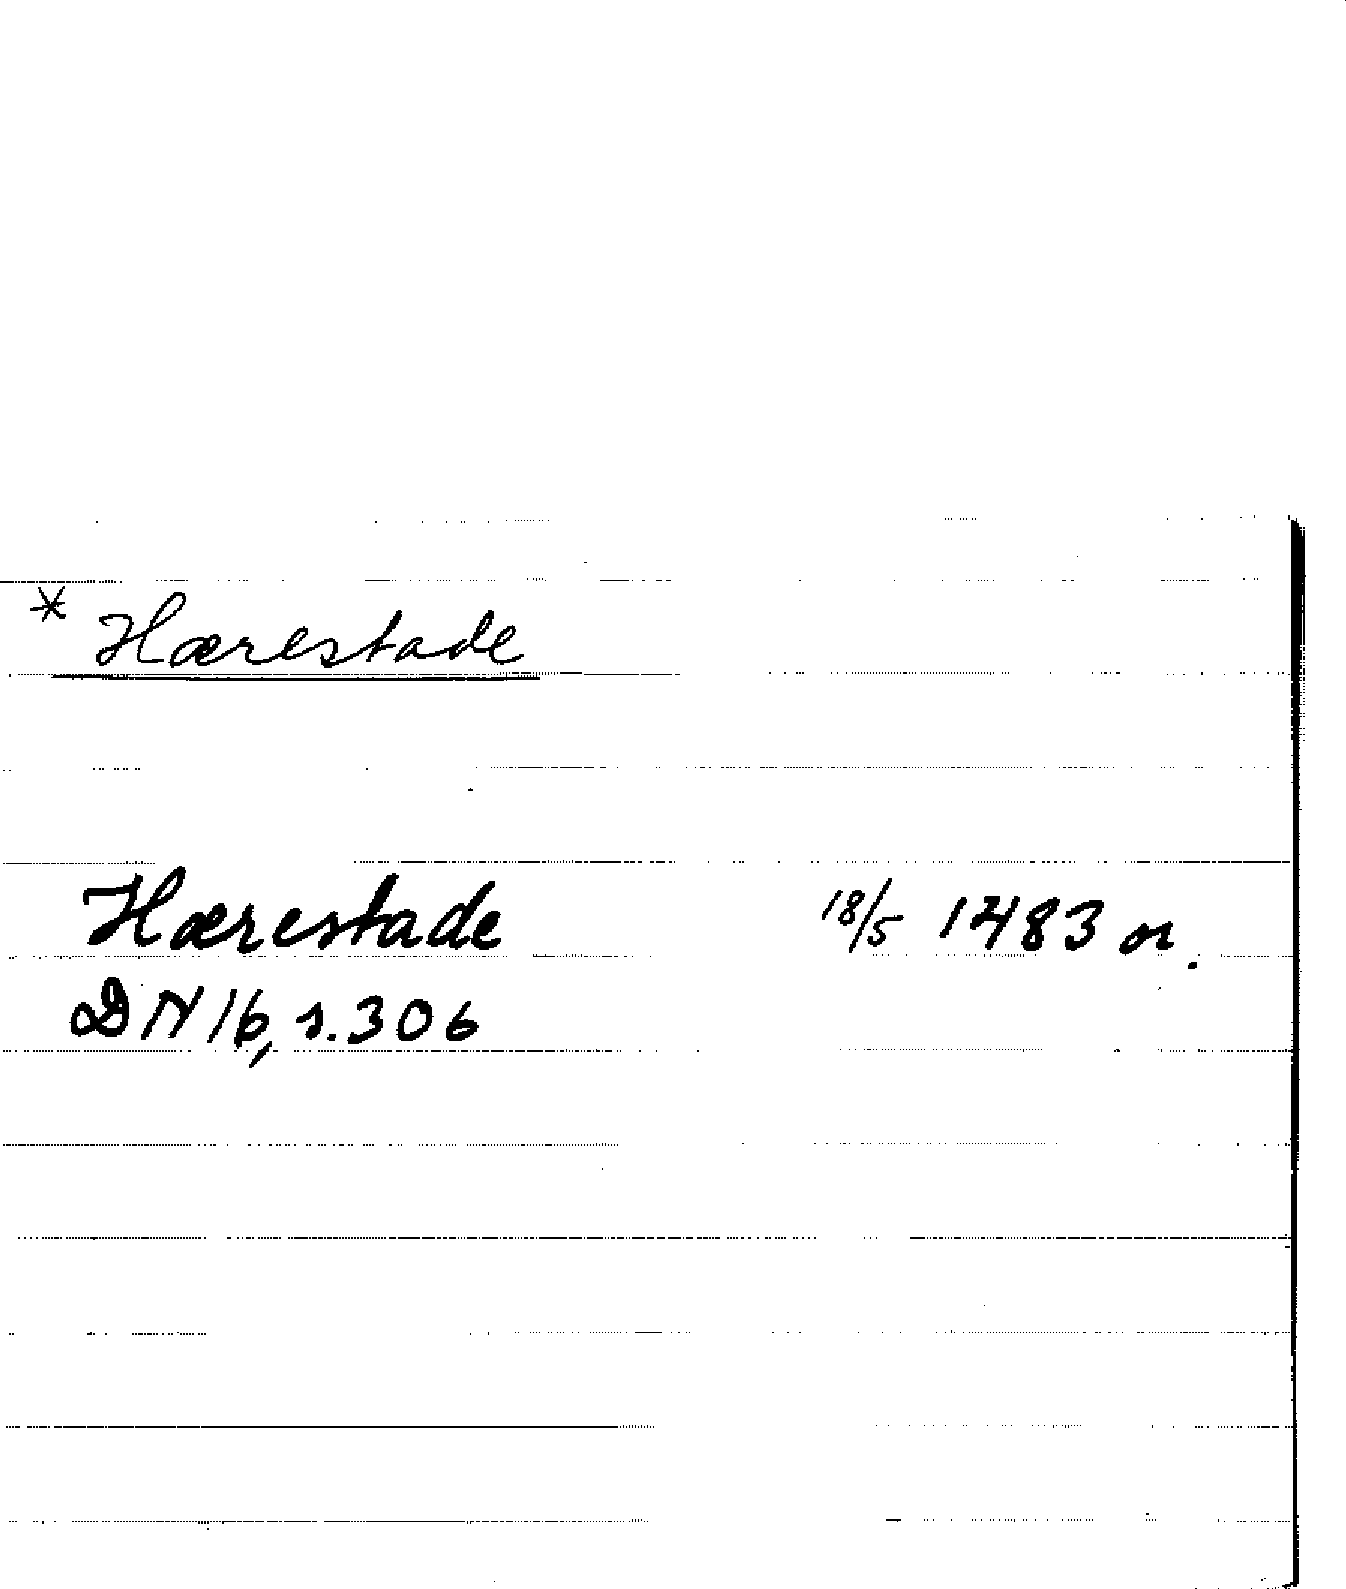 * Hærestade
Hærestade 18/5 1483 or.
DN 16, s. 306